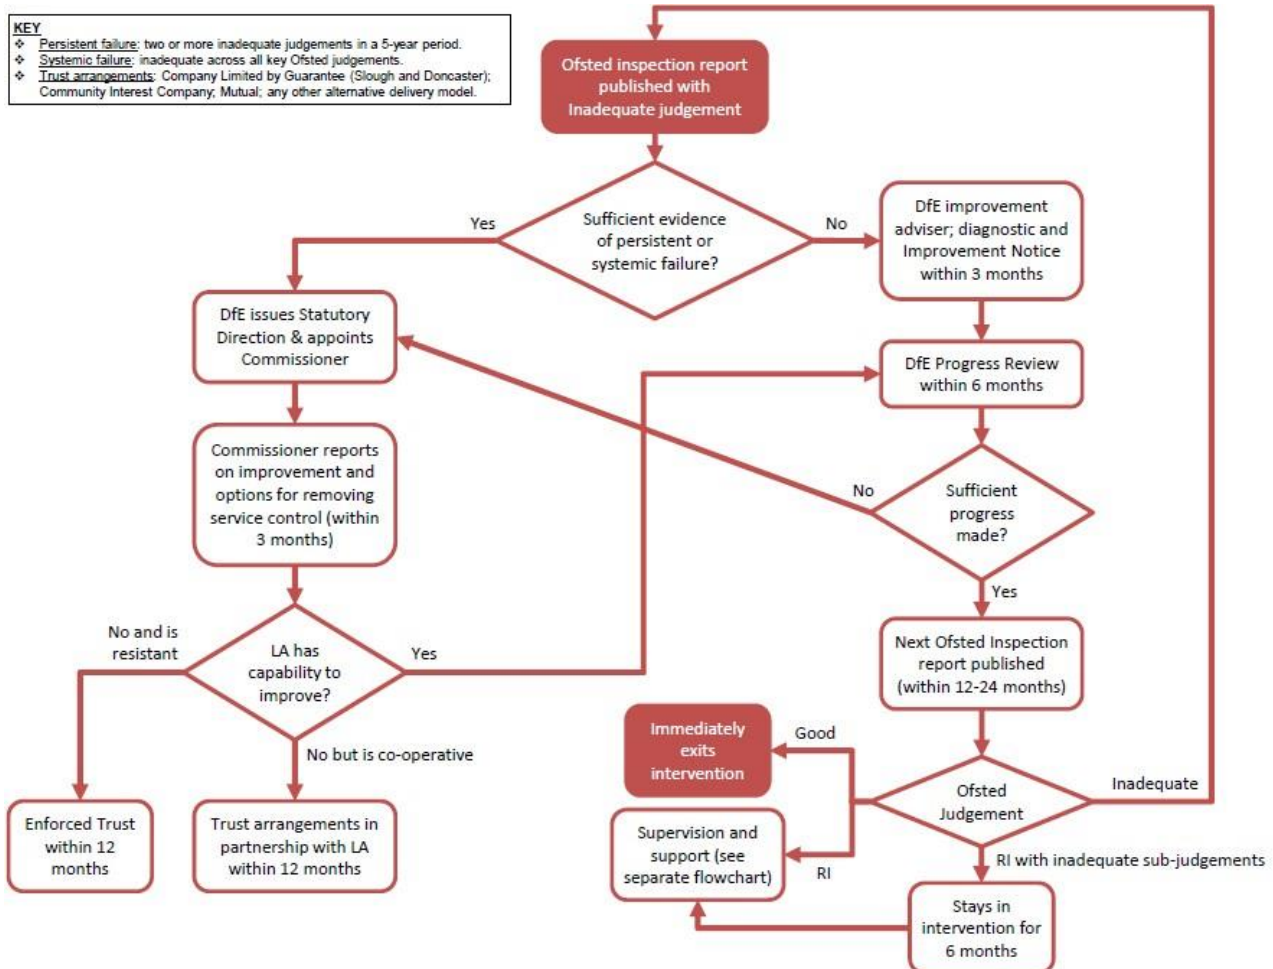 KEY
❖ Persistent failure: two or more inadequate judgements in a 5-year period.
❖ Systemic failure: inadequate across all key Ofsted judgements.
❖ Trust arrangements: Company Limited by Guarantee (Slough and Doncaster);
Community Interest Company; Mutual; any other alternative delivery model.
Ofsted inspection report
published with
Inadequate judgement
Sufficient evidence
of persistent or
systemic failure?
Yes
No
DfE improvement
adviser; diagnostic and
Improvement Notice
within 3 months
DfE issues Statutory
Direction & appoints
Commissioner
DfE Progress Review
within 6 months
Commissioner reports
on improvement and
options for removing
service control (within
3 months)
No
Sufficient
progress
made?
Yes
No and is
resistant
LA has
capability to
improve?
Yes
Next Ofsted Inspection
report published
(within 12-24 months)
No but is co-operative
Immediately
exits
intervention
Good
Ofsted
Judgement
Inadequate
Enforced Trust
within 12
months
Trust arrangements in
partnership with LA
within 12 months
Supervision and
support (see
separate flowchart)
RI
RI with inadequate sub-judgements
Stays in
intervention for
6 months